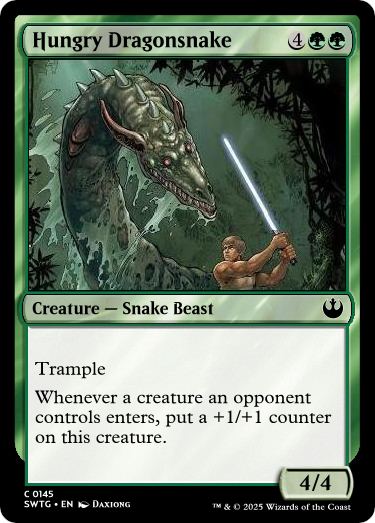 Hungry Dragonsnake 4
Creature — Snake Beast
Trample
Whenever a creature an opponent
controls enters, put a +1/+1 counter
on this creature.
4/4
C 0145
SWTG • EN Daxiong
™ & © 2025 Wizards of the Coast